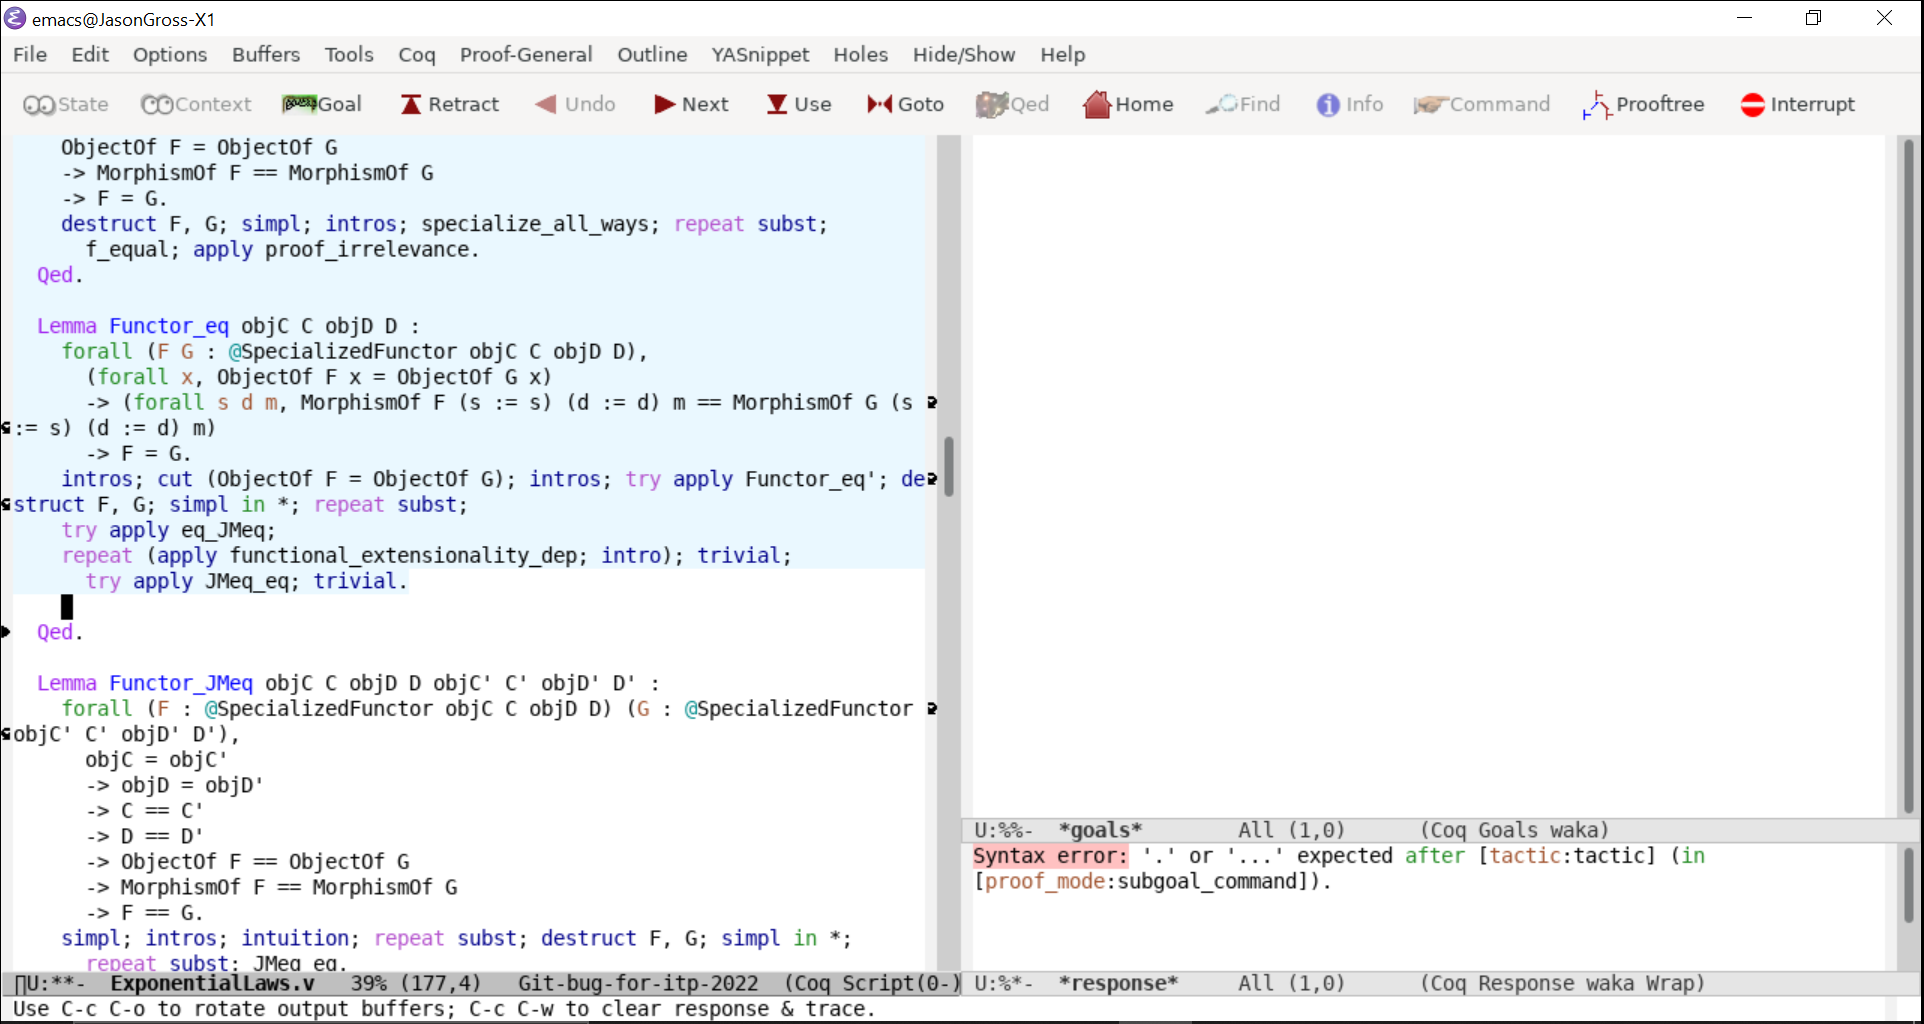 emacs@JasonGross-X1
File Edit Options Buffers Tools Coq Proof-General Outline YASnippet Holes Hide/Show Help
State Context Goal Retract Undo Next Use Goto Qed Home Find Info Command Prooftree Interrupt
ObjectOf F = ObjectOf G
-> MorphismOf F == MorphismOf G
-> F = G.
destruct F, G; simpl; intros; specialize_all_ways; repeat subst;
f_equal; apply proof_irrelevance.
Qed.
Lemma Functor_eq objC C objD D :
forall (F G : @SpecializedFunctor objC C objD D),
(forall x, ObjectOf F x = ObjectOf G x)
-> (forall s d m, MorphismOf F (s := s) (d := d) m == MorphismOf G (s
:= s) (d := d) m)
-> F = G.
intros; cut (ObjectOf F = ObjectOf G); intros; try apply Functor_eq'; de
struct F, G; simpl in *; repeat subst;
try apply eq_JMeq;
repeat (apply functional_extensionality_dep; intro); trivial;
try apply JMeq_eq; trivial.
Qed.
Lemma Functor_JMeq objC C objD D objC' C' objD' D' :
forall (F : @SpecializedFunctor objC C objD D) (G : @SpecializedFunctor
objC' C' objD' D'),
objC = objC'
-> objD = objD'
-> C == C'
-> D == D'
-> ObjectOf F == ObjectOf G
-> MorphismOf F == MorphismOf G
-> F == G.
simpl; intros; intuition; repeat subst; destruct F, G; simpl in *;
repeat subst; JMeq_eq.
U:**- ExponentialLaws.v 39% (177,4) Git-bug-for-itp-2022 (Coq Script(0-)
U:%%- *goals* All (1,0) (Coq Goals waka)
Syntax error: '.' or '...' expected after [tactic:tactic] (in
[proof_mode:subgoal_command]).
U:%*- *response* All (1,0) (Coq Response waka Wrap)
Use C-c C-o to rotate output buffers; C-c C-w to clear response & trace.